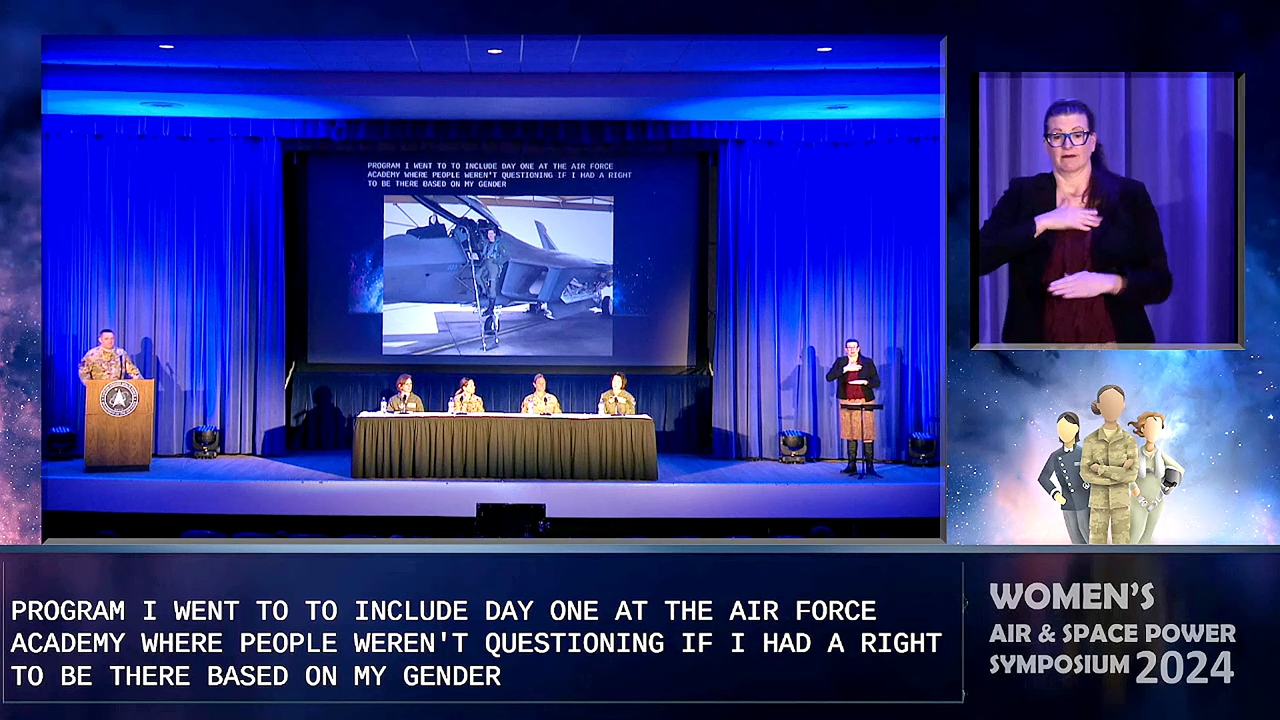 PROGRAM I WENT TO TO INCLUDE DAY ONE AT THE AIR FORCE
ACADEMY WHERE PEOPLE WEREN'T QUESTIONING IF I HAD A RIGHT
TO BE THERE BASED ON MY GENDER
PROGRAM I WENT TO TO INCLUDE DAY ONE AT THE AIR FORCE
ACADEMY WHERE PEOPLE WEREN'T QUESTIONING IF I HAD A RIGHT
TO BE THERE BASED ON MY GENDER
WOMEN'S
AIR & SPACE POWER
SYMPOSIUM 2024